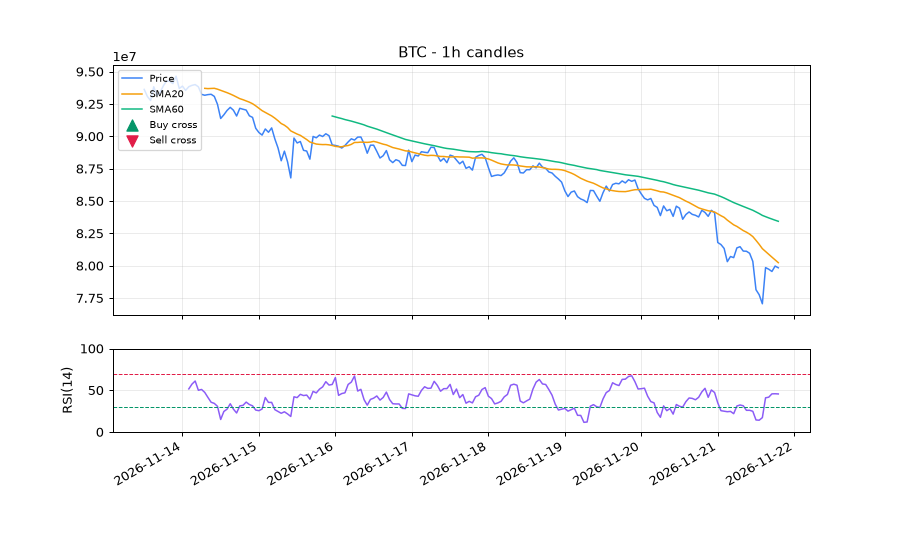 BTC - 1h candles
1e7
9.50
9.25
9.00
8.75
8.50
8.25
8.00
7.75
Price
SMA20
SMA60
Buy cross
Sell cross
RSI(14)
100
50
0
2026-11-14
2026-11-15
2026-11-16
2026-11-17
2026-11-18
2026-11-19
2026-11-20
2026-11-21
2026-11-22